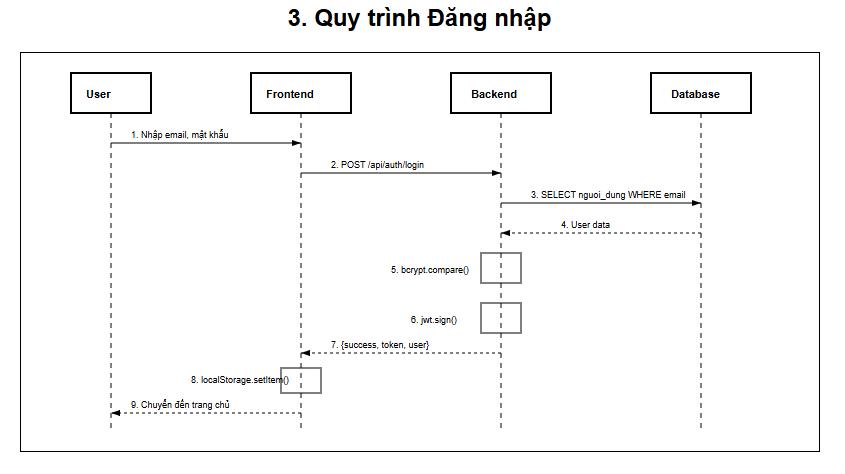 3. Quy trình Đăng nhập
User
Frontend
Backend
Database
1. Nhập email, mật khẩu
2. POST /api/auth/login
3. SELECT nguoi_dung WHERE email
4. User data
5. bcrypt.compare()
6. jwt.sign()
7. {success, token, user}
8. localStorage.setItem()
9. Chuyển đến trang chủ